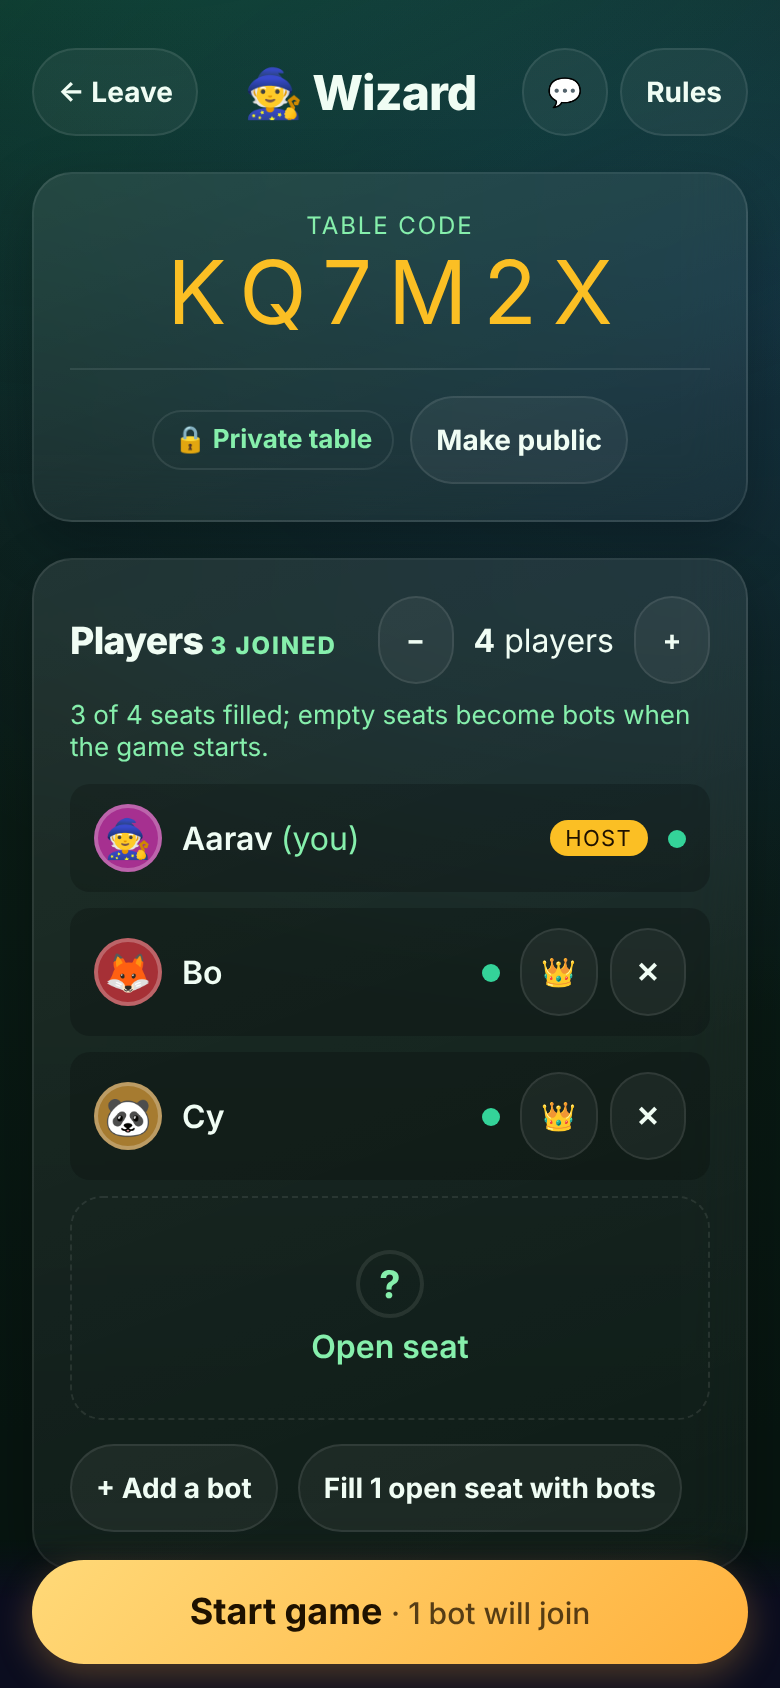 ← Leave
Wizard
Rules
TABLE CODE
KQ7M2X
🔒 Private table
Make public
Players 3 JOINED
−
4 players
+
3 of 4 seats filled; empty seats become bots when
the game starts.
Aarav (you)
HOST
Bo
✕
Cy
✕
?
Open seat
+ Add a bot
Fill 1 open seat with bots
Start game · 1 bot will join